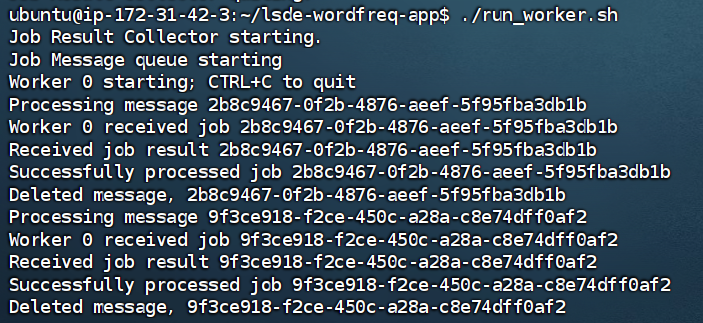 ubuntu@ip-172-31-42-3:~/lsde-wordfreq-app$ ./run_worker.sh
Job Result Collector starting.
Job Message queue starting
Worker 0 starting; CTRL+C to quit
Processing message 2b8c9467-0f2b-4876-aeef-5f95fba3db1b
Worker 0 received job 2b8c9467-0f2b-4876-aeef-5f95fba3db1b
Received job result 2b8c9467-0f2b-4876-aeef-5f95fba3db1b
Successfully processed job 2b8c9467-0f2b-4876-aeef-5f95fba3db1b
Deleted message, 2b8c9467-0f2b-4876-aeef-5f95fba3db1b
Processing message 9f3ce918-f2ce-450c-a28a-c8e74dff0af2
Worker 0 received job 9f3ce918-f2ce-450c-a28a-c8e74dff0af2
Received job result 9f3ce918-f2ce-450c-a28a-c8e74dff0af2
Successfully processed job 9f3ce918-f2ce-450c-a28a-c8e74dff0af2
Deleted message, 9f3ce918-f2ce-450c-a28a-c8e74dff0af2